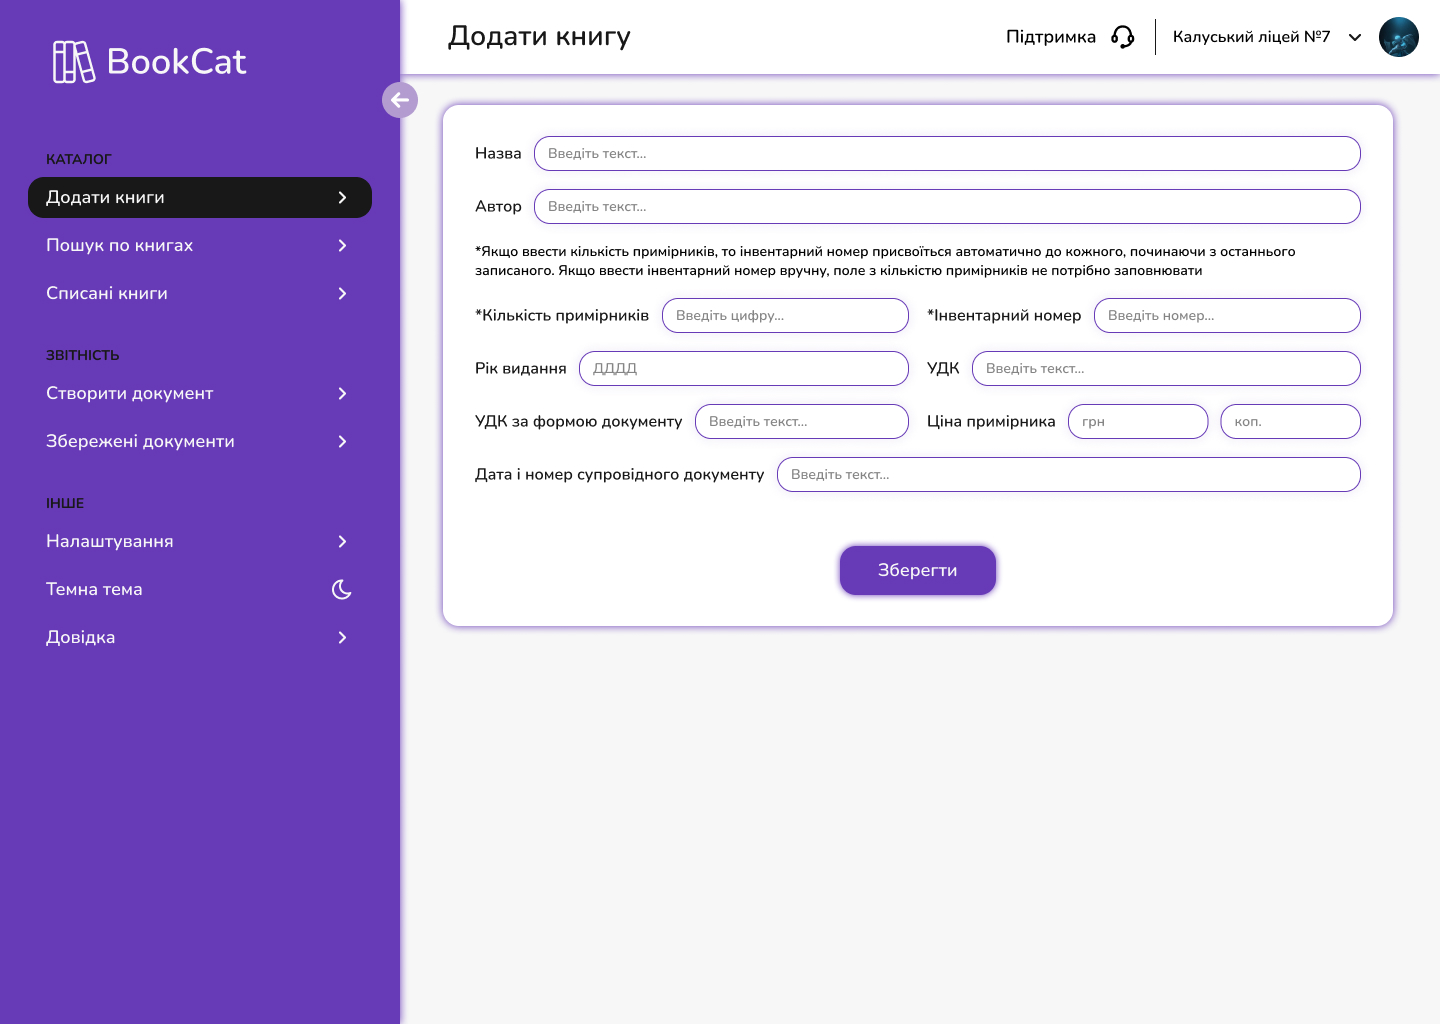 BookCat
КАТАЛОГ
Додати книги
Пошук по книгах
Списані книги
ЗВІТНІСТЬ
Створити документ
Збережені документи
ІНШЕ
Налаштування
Темна тема
Довідка
Додати книгу
Підтримка
Калуський ліцей №7
Назва
Введіть текст...
Автор
Введіть текст...
*Якщо ввести кількість примірників, то інвентарний номер присвоїться автоматично до кожного, починаючи з останнього
записаного. Якщо ввести інвентарний номер вручну, поле з кількістю примірників не потрібно заповнювати
*Кількість примірників
Введіть цифру...
*Інвентарний номер
Введіть номер...
Рік видання
ДДДД
УДК
Введіть текст...
УДК за формою документу
Введіть текст...
Ціна примірника
грн
коп.
Дата і номер супровідного документу
Введіть текст...
Зберегти